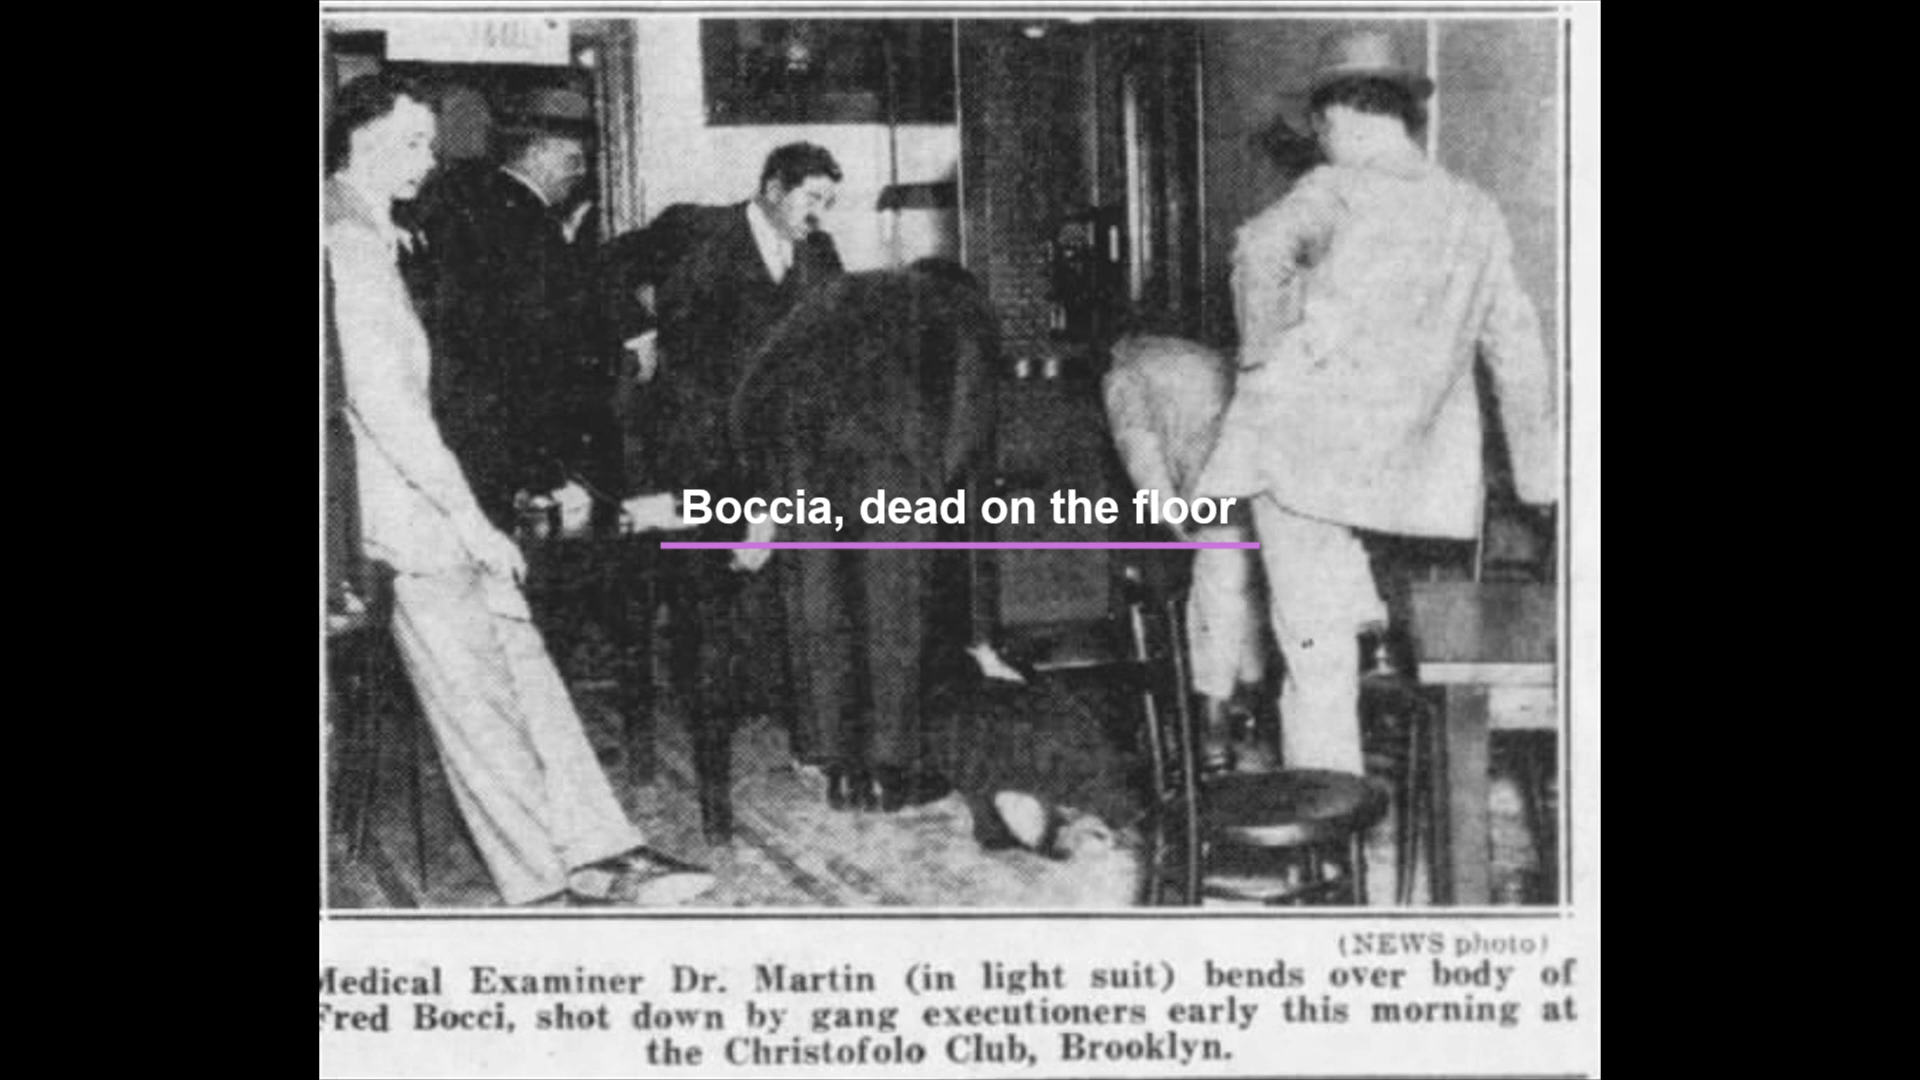 Boccia, dead on the floor
(NEWS photo)
Medical Examiner Dr. Martin (in light suit) bends over body of
Fred Bocci, shot down by gang executioners early this morning at
the Christofolo Club, Brooklyn.